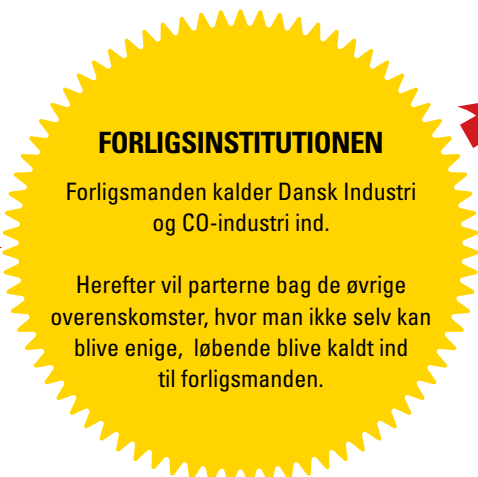 FORLIGSINSTITUTIONEN
Forligsmanden kalder Dansk Industri
og CO-industri ind.
Herefter vil parterne bag de øvrige
overenskomster, hvor man ikke selv kan
blive enige, løbende blive kaldt ind
til forligsmanden.